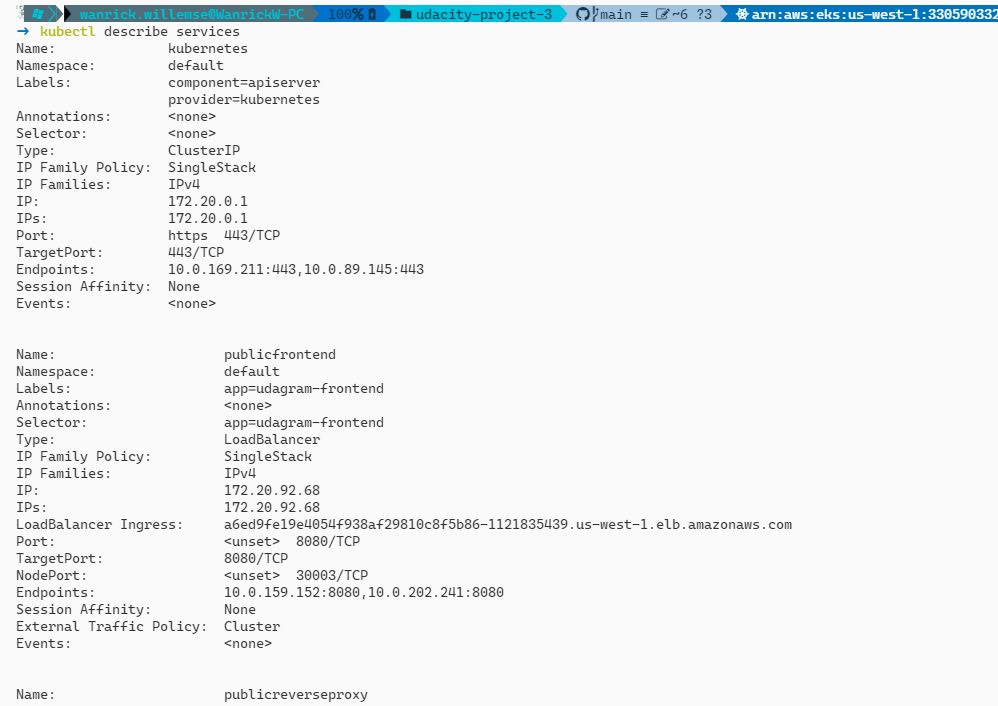 wanrick.willemse@WanrickW-PC 100% udacity-project-3 main ≡ ~6 ?3 arn:aws:eks:us-west-1:330590332
→ kubectl describe services
Name: kubernetes
Namespace: default
Labels: component=apiserver
provider=kubernetes
Annotations: <none>
Selector: <none>
Type: ClusterIP
IP Family Policy: SingleStack
IP Families: IPv4
IP: 172.20.0.1
IPs: 172.20.0.1
Port: https 443/TCP
TargetPort: 443/TCP
Endpoints: 10.0.169.211:443,10.0.89.145:443
Session Affinity: None
Events: <none>
Name: publicfrontend
Namespace: default
Labels: app=udagram-frontend
Annotations: <none>
Selector: app=udagram-frontend
Type: LoadBalancer
IP Family Policy: SingleStack
IP Families: IPv4
IP: 172.20.92.68
IPs: 172.20.92.68
LoadBalancer Ingress: a6ed9fe19e4054f938af29810c8f5b86-1121835439.us-west-1.elb.amazonaws.com
Port: <unset> 8080/TCP
TargetPort: 8080/TCP
NodePort: <unset> 30003/TCP
Endpoints: 10.0.159.152:8080,10.0.202.241:8080
Session Affinity: None
External Traffic Policy: Cluster
Events: <none>
Name: publicreverseproxy